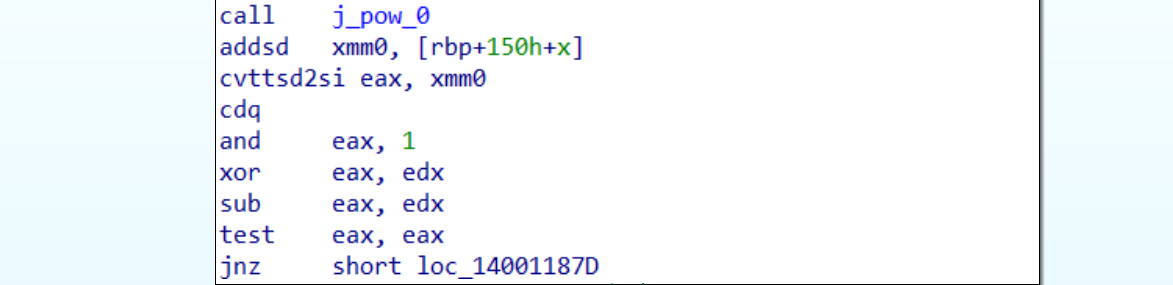 call    j_pow_0
addsd   xmm0, [rbp+150h+x]
cvttsd2si eax, xmm0
cdq
and     eax, 1
xor     eax, edx
sub     eax, edx
test    eax, eax
jnz     short loc_14001187D